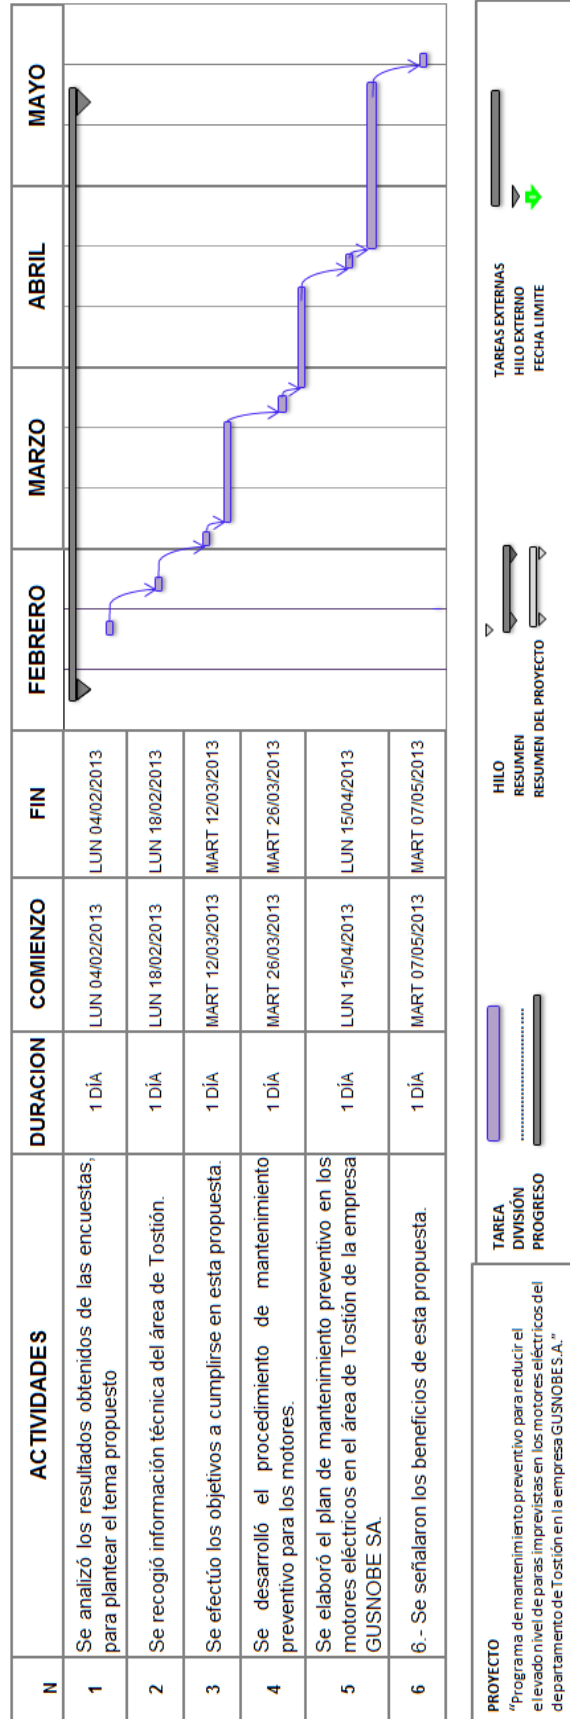 N ACTIVIDADES DURACION COMIENZO FIN FEBRERO MARZO ABRIL MAYO
1 Se analizó los resultados obtenidos de las encuestas, 1 DÍA LUN 04/02/2013 LUN 04/02/2013
para plantear el tema propuesto
2 Se recogió información técnica del área de Tostión. 1 DÍA LUN 18/02/2013 LUN 18/02/2013
3 Se efectúo los objetivos a cumplirse en esta propuesta. 1 DÍA MART 12/03/2013 MART 12/03/2013
4 Se desarrolló el procedimiento de mantenimiento 1 DÍA MART 26/03/2013 MART 26/03/2013
preventivo para los motores.
5 Se elaboró el plan de mantenimiento preventivo en los 1 DÍA LUN 15/04/2013 LUN 15/04/2013
motores eléctricos en el área de Tostión de la empresa
GUSNOBE SA.
6 6.- Se señalaron los beneficios de esta propuesta. 1 DÍA MART 07/05/2013 MART 07/05/2013
PROYECTO
“Programa de mantenimiento preventivo para reducir el
elevado nivel de paras imprevistas en los motores eléctricos del
departamento de Tostión en la empresa GUSNOBE S.A.”
TAREA
DIVISIÓN
PROGRESO
HILO
RESUMEN
RESUMEN DEL PROYECTO
TAREAS EXTERNAS
HILO EXTERNO
FECHA LIMITE